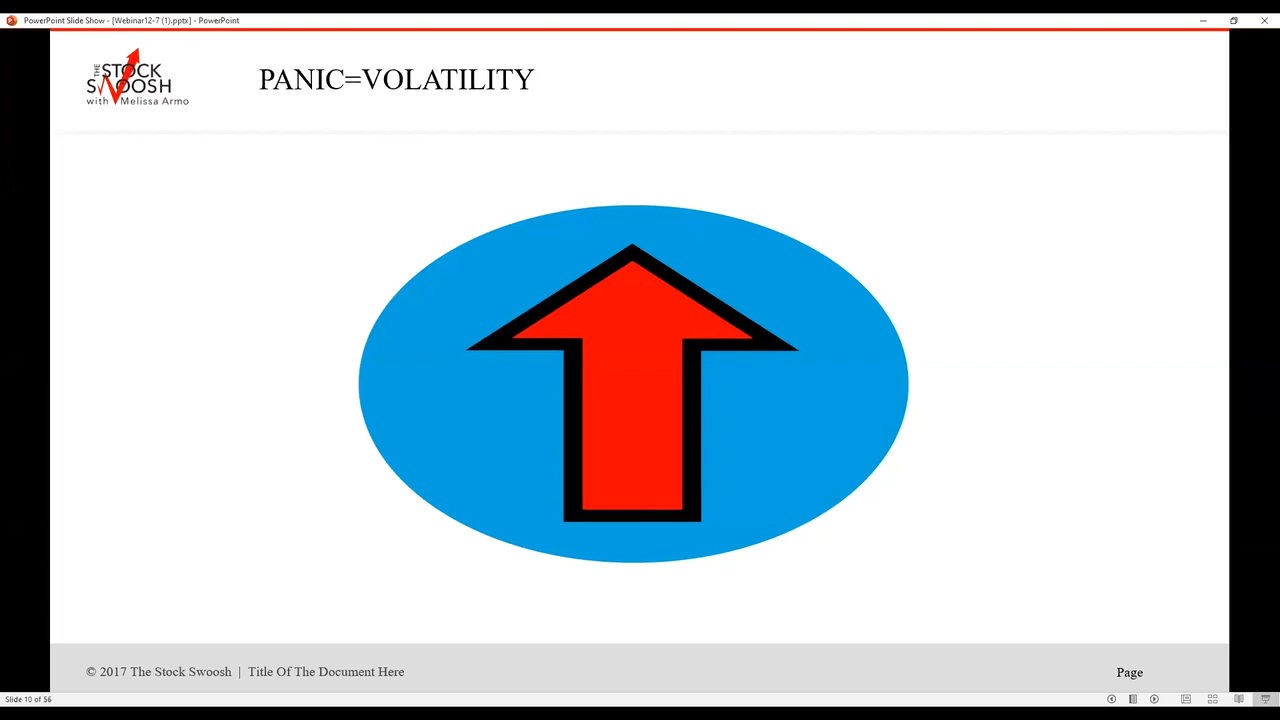 PowerPoint Slide Show - [Webinar12-7 (1).pptx] - PowerPoint
THE STOCK
SWOOSH
with Melissa Armo
PANIC=VOLATILITY
© 2017 The Stock Swoosh | Title Of The Document Here
Page
Slide 10 of 56